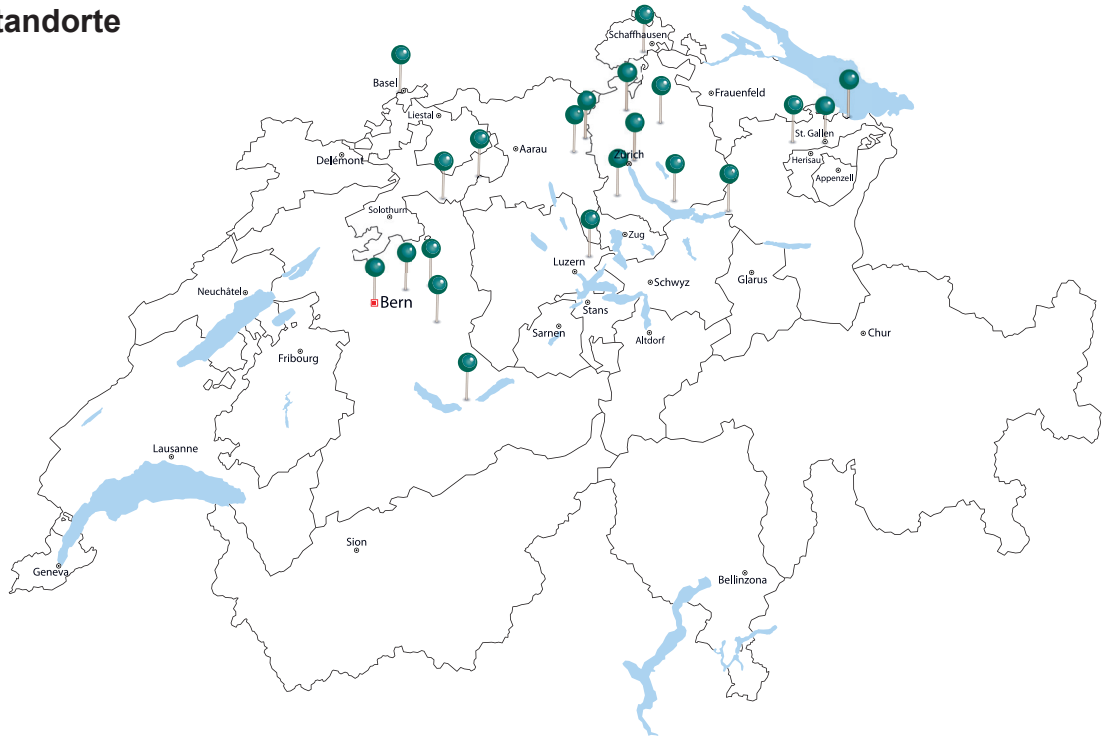 tandorte
Schaffhausen
Basel
Frauenfeld
Liestal
St. Gallen
Aarau
Zürich
Delémont
Herisau
Appenzell
Solothurn
Zug
Luzern
Glarus
Schwyz
Neuchâtel
Bern
Stans
Sarnen
Altdorf
Chur
Fribourg
Lausanne
Sion
Geneva
Bellinzona